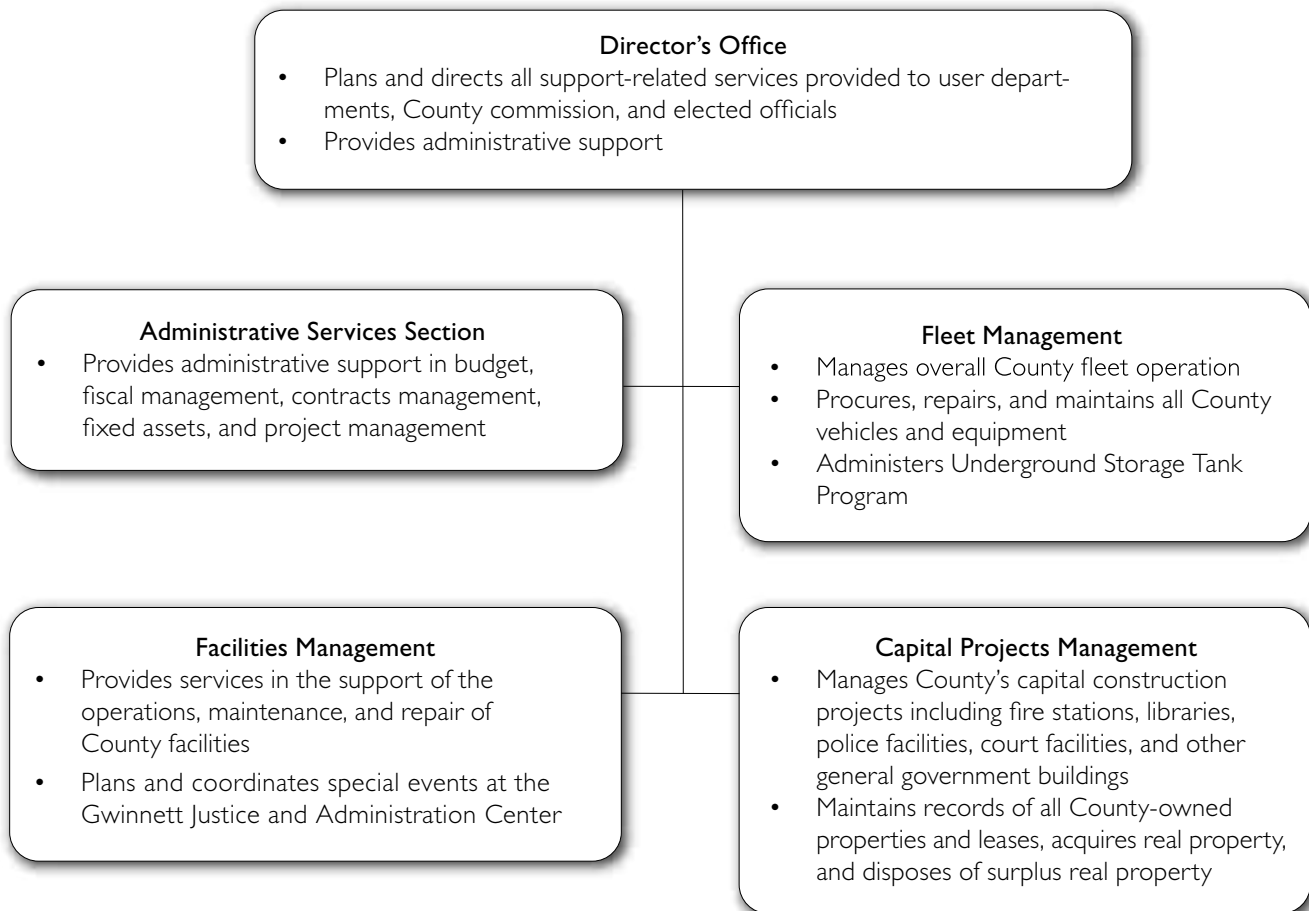 Director's Office
• Plans and directs all support-related services provided to user depart-
ments, County commission, and elected officials
• Provides administrative support
Administrative Services Section
• Provides administrative support in budget,
fiscal management, contracts management,
fixed assets, and project management
Fleet Management
• Manages overall County fleet operation
• Procures, repairs, and maintains all County
vehicles and equipment
• Administers Underground Storage Tank
Program
Facilities Management
• Provides services in the support of the
operations, maintenance, and repair of
County facilities
• Plans and coordinates special events at the
Gwinnett Justice and Administration Center
Capital Projects Management
• Manages County's capital construction
projects including fire stations, libraries,
police facilities, court facilities, and other
general government buildings
• Maintains records of all County-owned
properties and leases, acquires real property,
and disposes of surplus real property